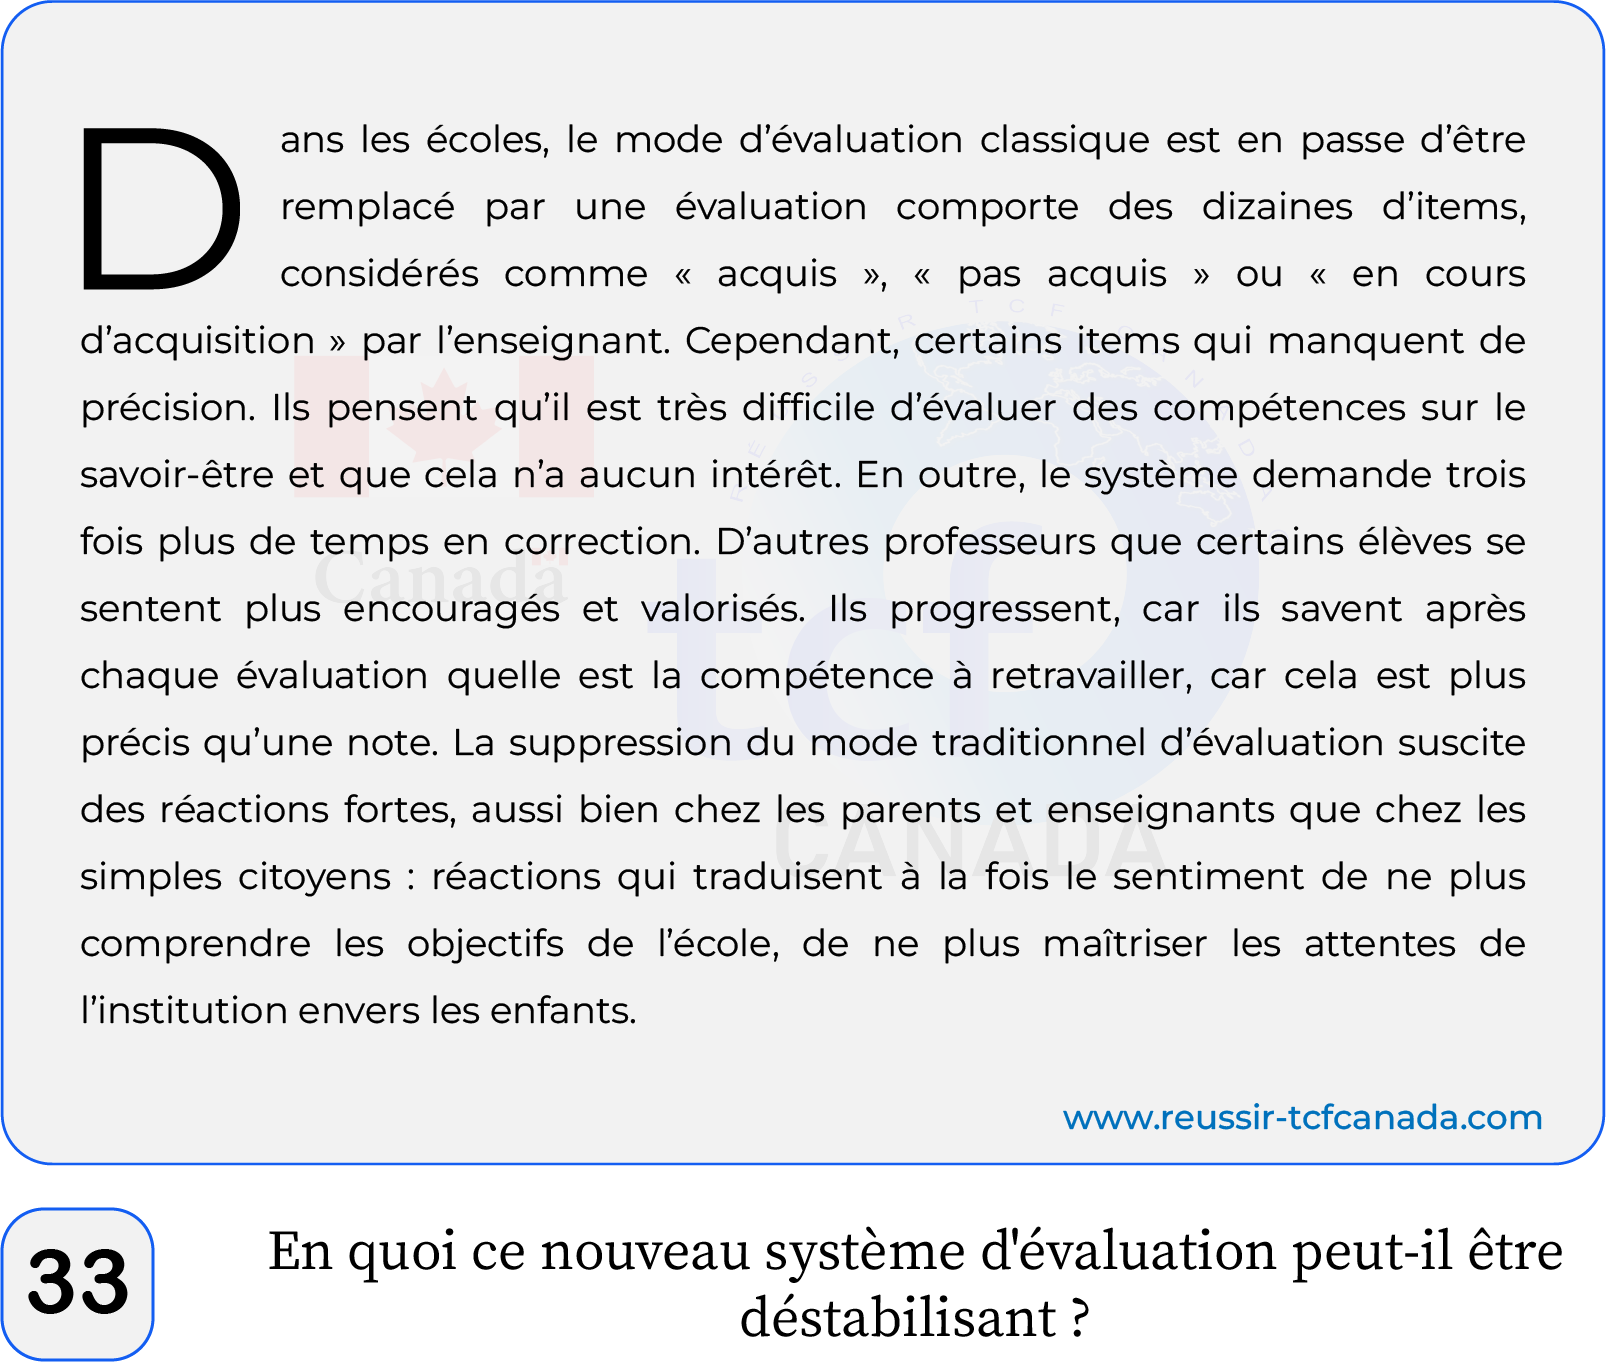 Dans les écoles, le mode d’évaluation classique est en passe d’être
remplacé par une évaluation comporte des dizaines d’items,
considérés comme « acquis », « pas acquis » ou « en cours
d’acquisition » par l’enseignant. Cependant, certains items qui manquent de
précision. Ils pensent qu’il est très difficile d’évaluer des compétences sur le
savoir-être et que cela n’a aucun intérêt. En outre, le système demande trois
fois plus de temps en correction. D’autres professeurs que certains élèves se
sentent plus encouragés et valorisés. Ils progressent, car ils savent après
chaque évaluation quelle est la compétence à retravailler, car cela est plus
précis qu’une note. La suppression du mode traditionnel d’évaluation suscite
des réactions fortes, aussi bien chez les parents et enseignants que chez les
simples citoyens : réactions qui traduisent à la fois le sentiment de ne plus
comprendre les objectifs de l’école, de ne plus maîtriser les attentes de
l’institution envers les enfants.
RÉUSSIR TCF CANADA
Canada
tcf
CANADA
www.reussir-tcfcanada.com
33
En quoi ce nouveau système d'évaluation peut-il être
déstabilisant ?